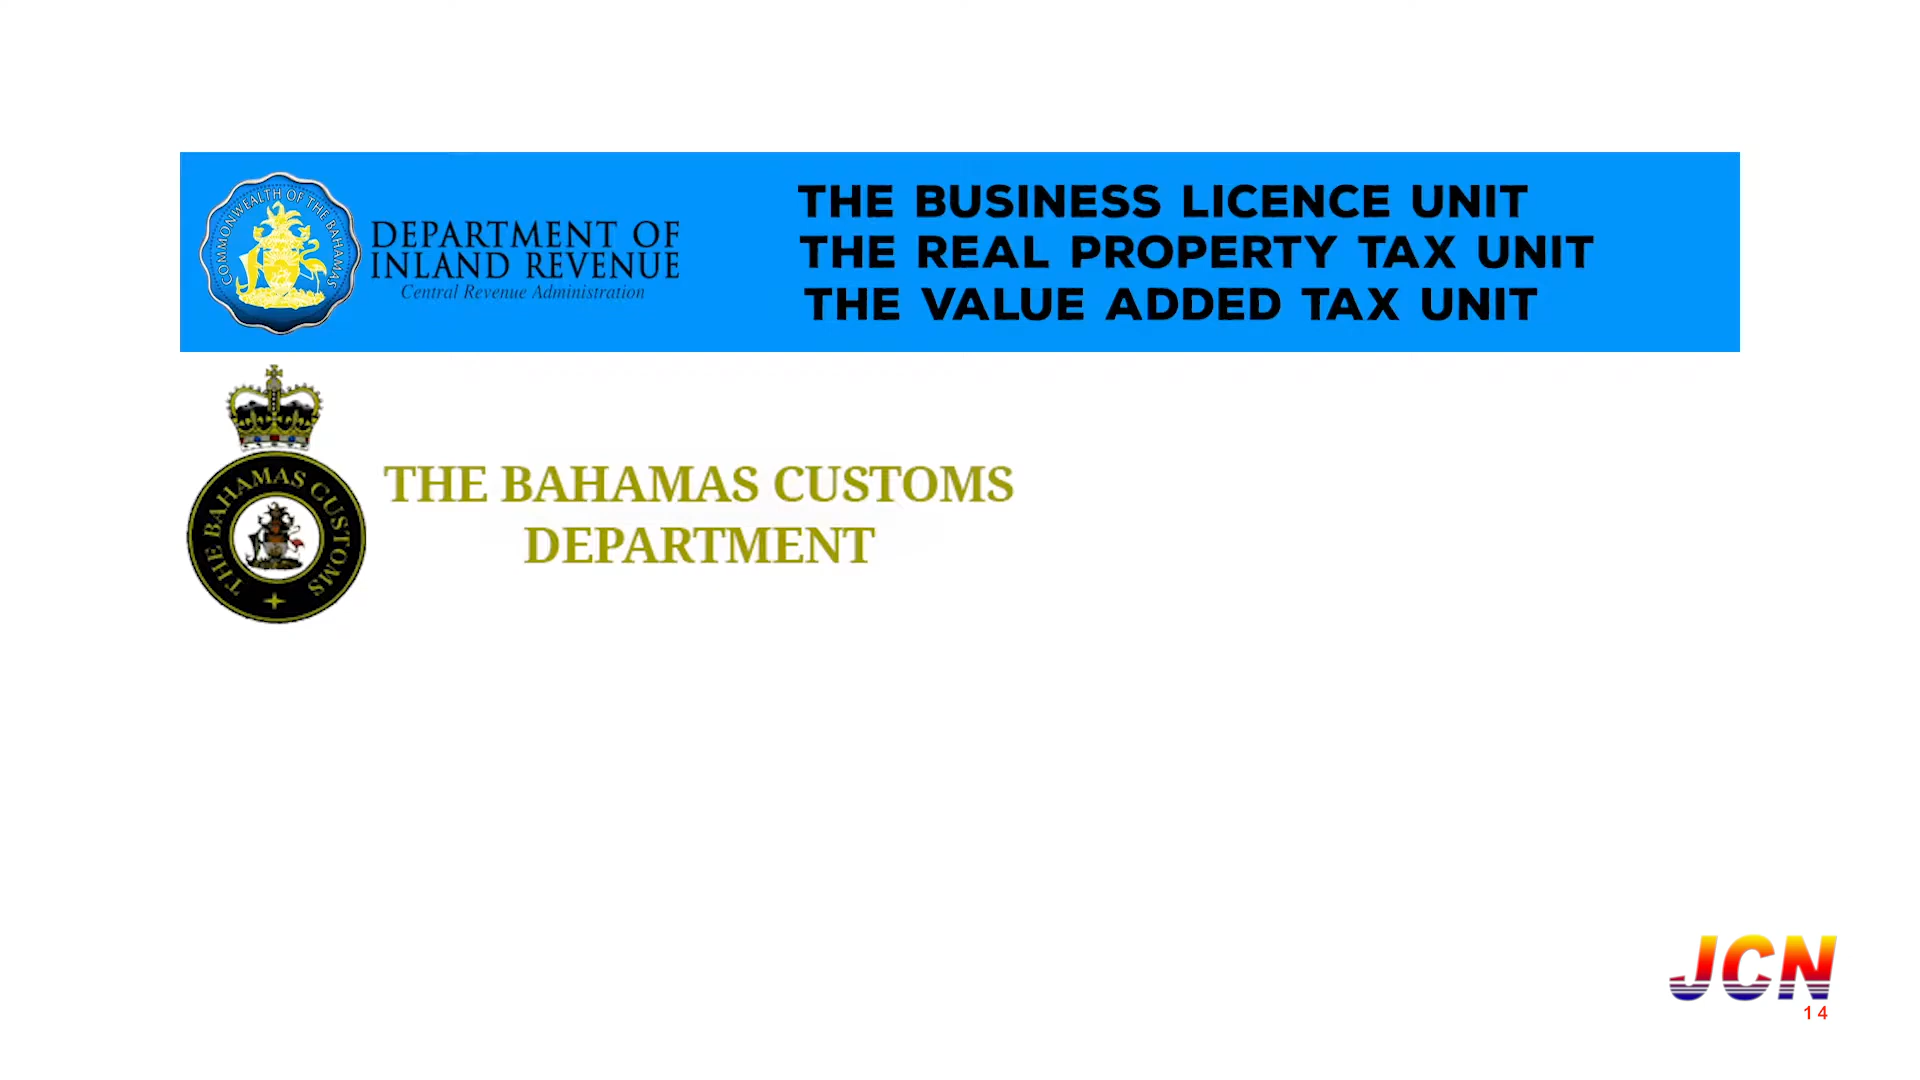 COMMONWEALTH OF THE BAHAMAS
DEPARTMENT OF
INLAND REVENUE
Central Revenue Administration
THE BUSINESS LICENCE UNIT
THE REAL PROPERTY TAX UNIT
THE VALUE ADDED TAX UNIT
THE BAHAMAS CUSTOMS
THE BAHAMAS CUSTOMS
DEPARTMENT
JCN
14